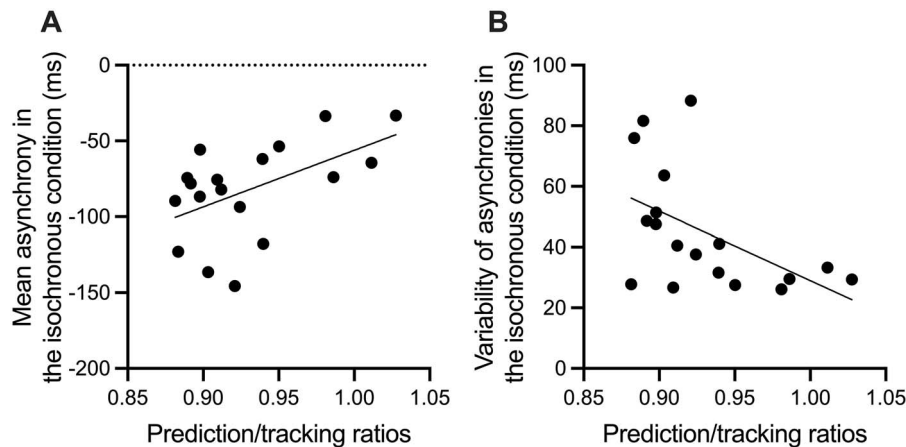 A
Mean asynchrony in
the isochronous condition (ms)
0
-50
-100
-150
-200
0.85 0.90 0.95 1.00 1.05
Prediction/tracking ratios
B
Variability of asynchronies in
the isochronous condition (ms)
100
80
60
40
20
0
0.85 0.90 0.95 1.00 1.05
Prediction/tracking ratios